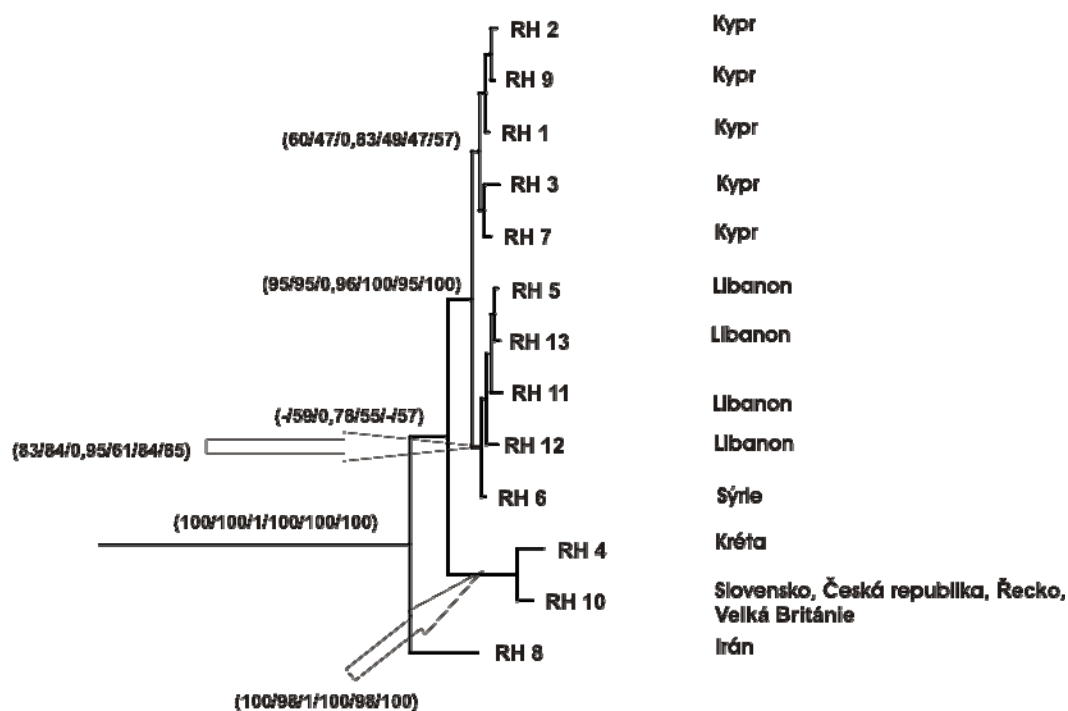 RH 2 Kypr
RH 9 Kypr
(60/47/0,83/49/47/57)
RH 1 Kypr
RH 3 Kypr
RH 7 Kypr
(95/95/0,96/100/95/100)
RH 5 Libanon
RH 13 Libanon
RH 11 Libanon
(-/59/0,78/55/-/57)
RH 12 Libanon
(83/84/0,95/61/84/85)
RH 6 Sýrie
(100/100/1/100/100/100)
RH 4 Kréta
RH 10 Slovensko, Česká republika, Řecko,
Velká Británie
RH 8 Irán
(100/98/1/100/98/100)